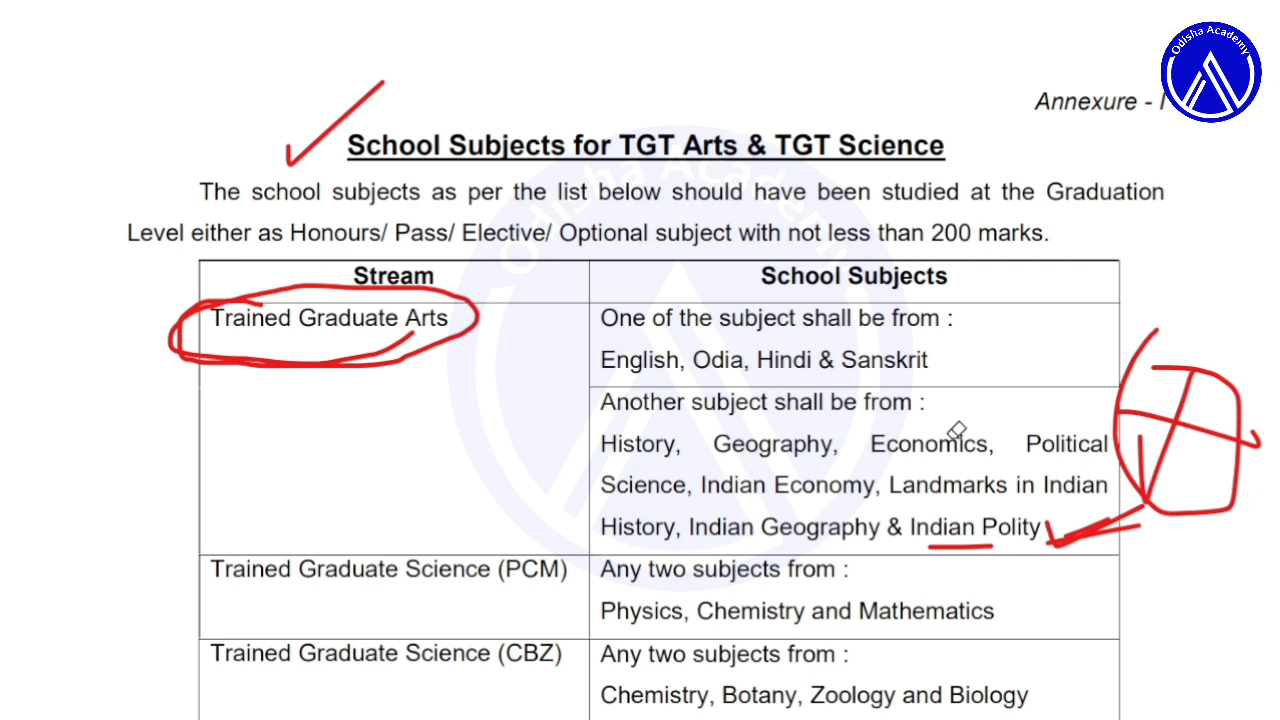 Odisha Academy
Annexure - I
School Subjects for TGT Arts & TGT Science
The school subjects as per the list below should have been studied at the Graduation
Level either as Honours/ Pass/ Elective/ Optional subject with not less than 200 marks.
Stream
School Subjects
Trained Graduate Arts
One of the subject shall be from :
English, Odia, Hindi & Sanskrit
Another subject shall be from :
History, Geography, Economics, Political
Science, Indian Economy, Landmarks in Indian
History, Indian Geography & Indian Polity
Trained Graduate Science (PCM)
Any two subjects from :
Physics, Chemistry and Mathematics
Trained Graduate Science (CBZ)
Any two subjects from :
Chemistry, Botany, Zoology and Biology
Odisha Academy